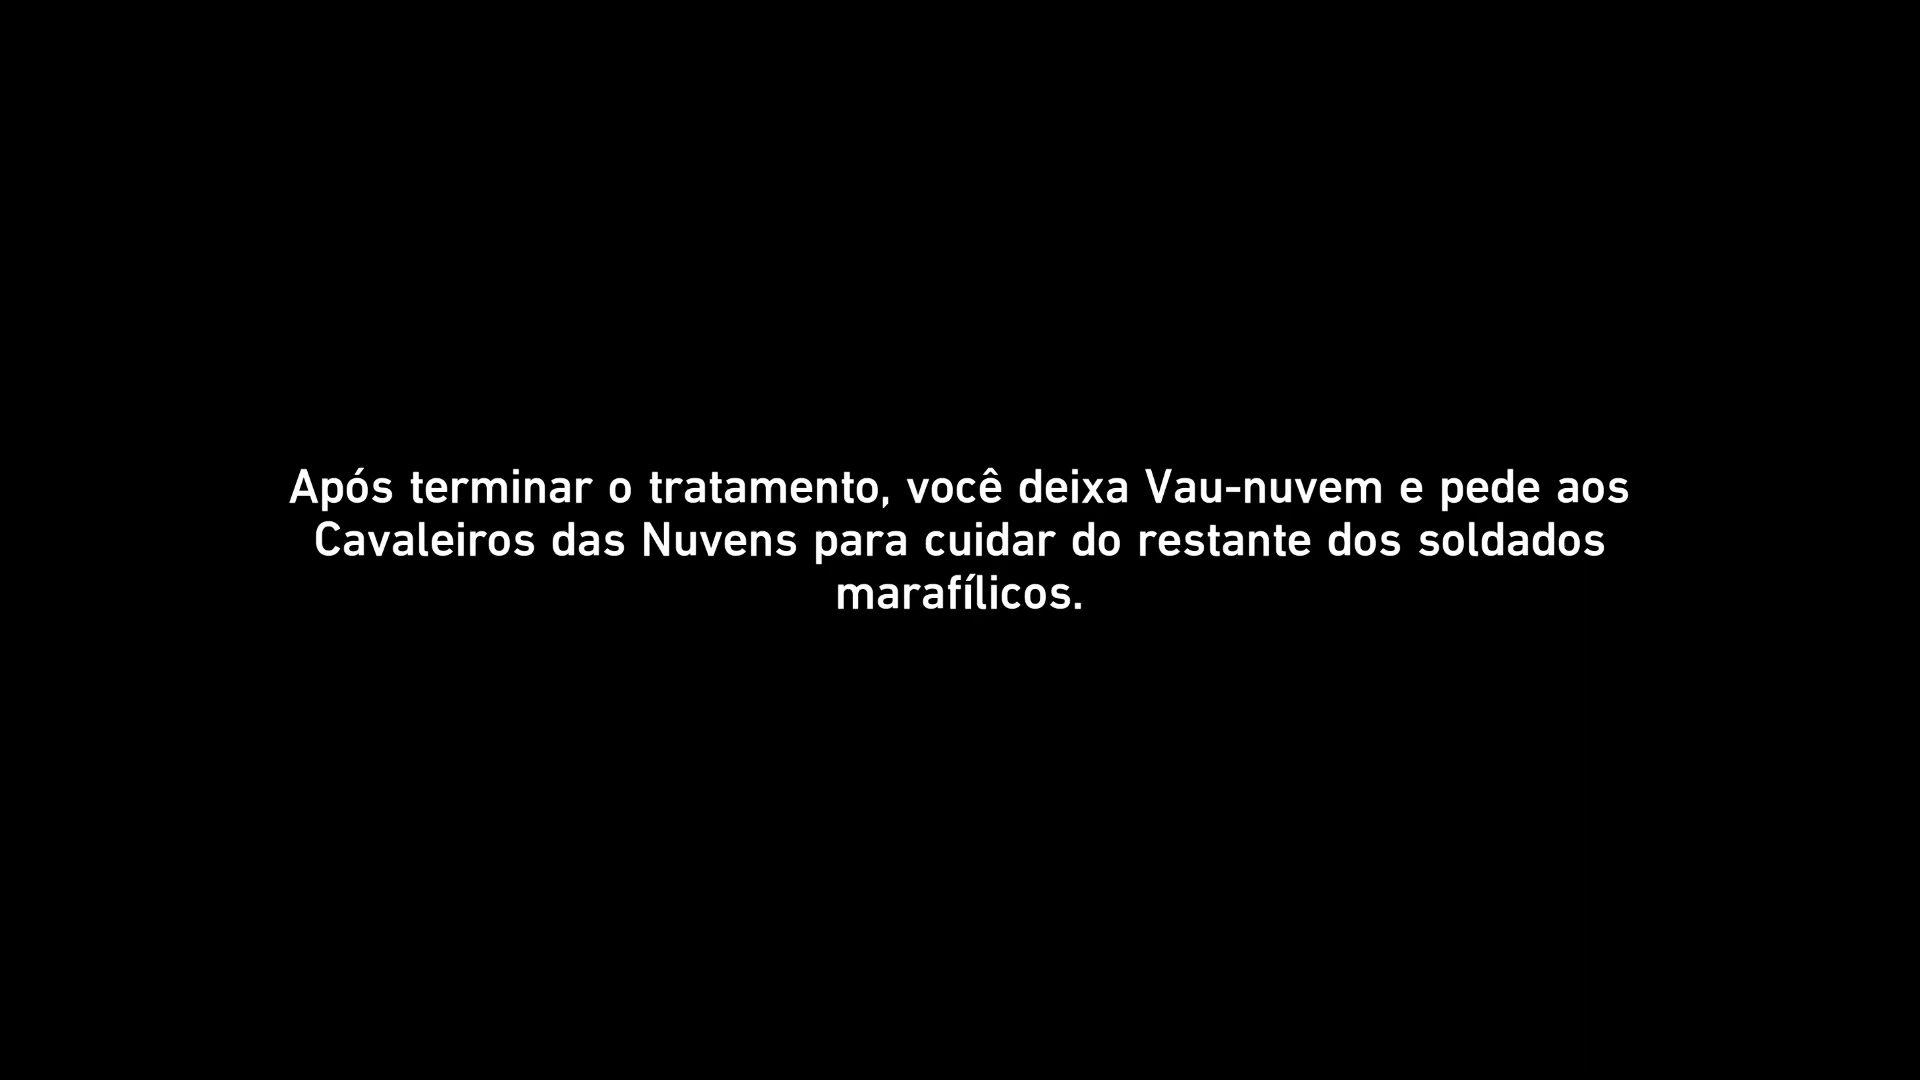 Após terminar o tratamento, você deixa Vau-nuvem e pede aos
Cavaleiros das Nuvens para cuidar do restante dos soldados
marafílicos.